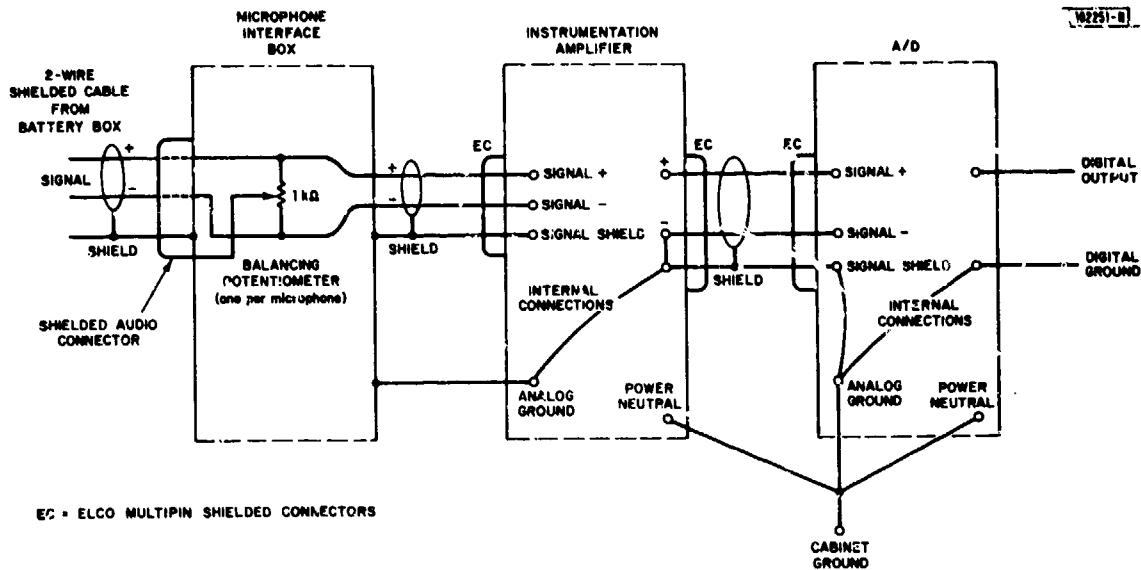 MICROPHONE
INTERFACE
BOX
INSTRUMENTATION
AMPLIFIER
A/D
2-WIRE
SHIELDED CABLE
FROM
BATTERY BOX
+
SIGNAL
-
SHIELD
1 kΩ
BALANCING
POTENTIOMETER
(one per microphone)
SHIELDED AUDIO
CONNECTOR
+
-
SHIELD
EC
SIGNAL +
SIGNAL -
SIGNAL SHIELD
+
-
INTERNAL
CONNECTIONS
ANALOG
GROUND
POWER
NEUTRAL
EC
SHIELD
EC
SIGNAL +
SIGNAL -
SIGNAL SHIELD
INTERNAL
CONNECTIONS
ANALOG
GROUND
POWER
NEUTRAL
DIGITAL
OUTPUT
DIGITAL
GROUND
CABINET
GROUND
EC = ELCO MULTIPIN SHIELDED CONNECTORS